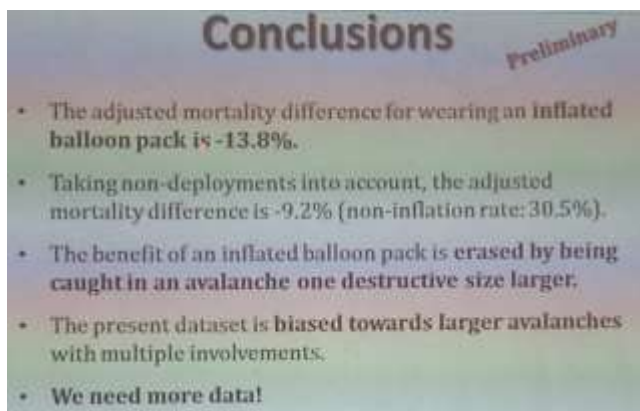 Conclusions
Preliminary
• The adjusted mortality difference for wearing an inflated
balloon pack is -13.8%.
• Taking non-deployments into account, the adjusted
mortality difference is -9.2% (non-inflation rate: 30.5%).
• The benefit of an inflated balloon pack is erased by being
caught in an avalanche one destructive size larger.
• The present dataset is biased towards larger avalanches
with multiple involvements.
• We need more data!